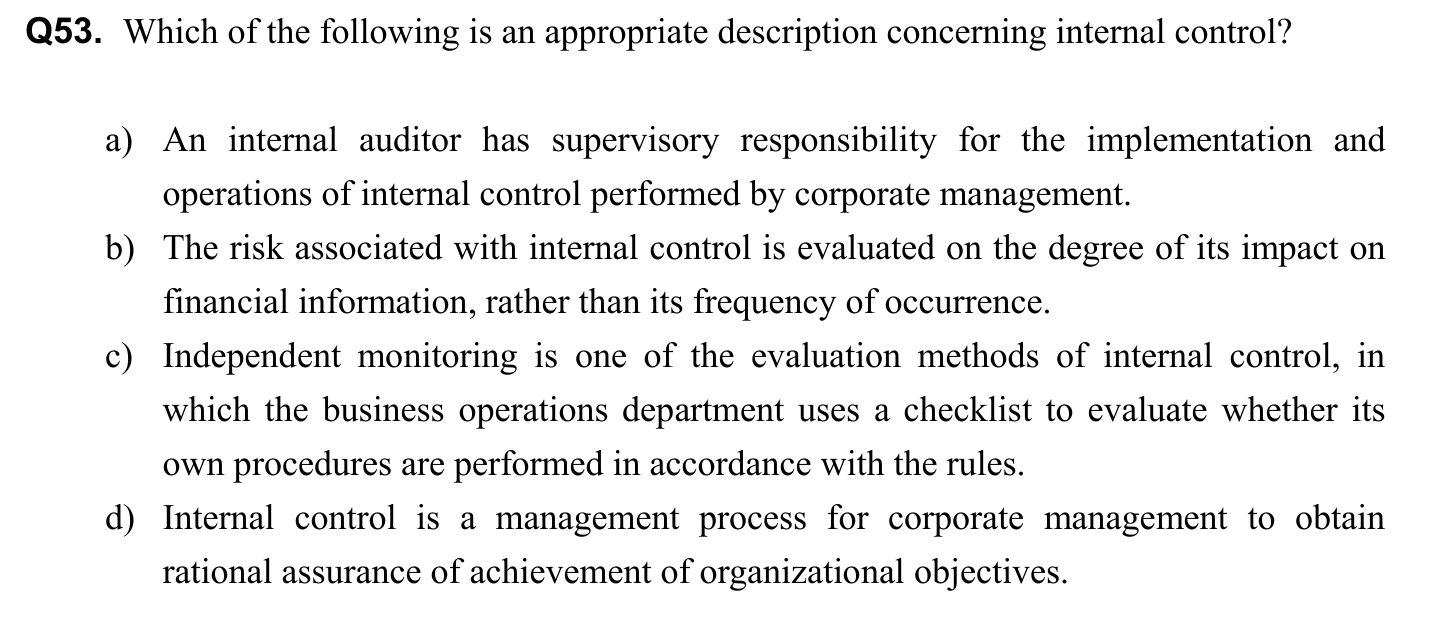 Q53. Which of the following is an appropriate description concerning internal control?
a) An internal auditor has supervisory responsibility for the implementation and
operations of internal control performed by corporate management.
b) The risk associated with internal control is evaluated on the degree of its impact on
financial information, rather than its frequency of occurrence.
c) Independent monitoring is one of the evaluation methods of internal control, in
which the business operations department uses a checklist to evaluate whether its
own procedures are performed in accordance with the rules.
d) Internal control is a management process for corporate management to obtain
rational assurance of achievement of organizational objectives.